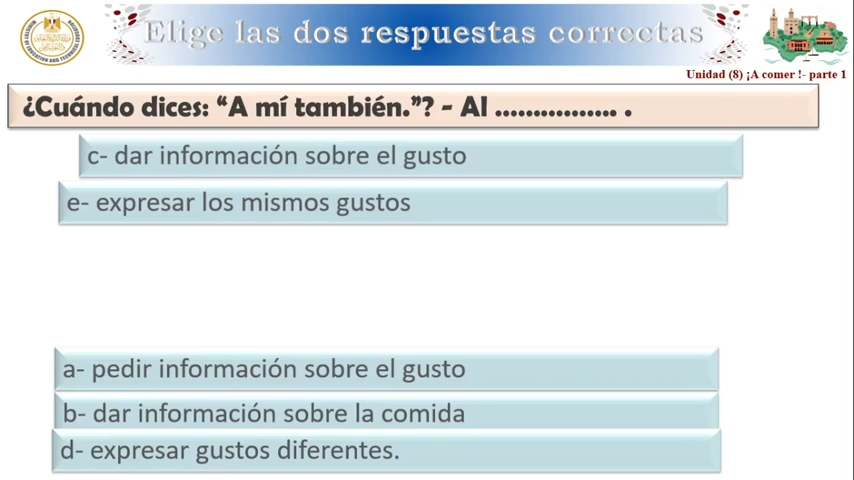 Elige las dos respuestas correctas
Unidad (8) ¡A comer !- parte 1
¿Cuándo dices: “A mí también.”? - Al ................ .
c- dar información sobre el gusto
e- expresar los mismos gustos
a- pedir información sobre el gusto
b- dar información sobre la comida
d- expresar gustos diferentes.